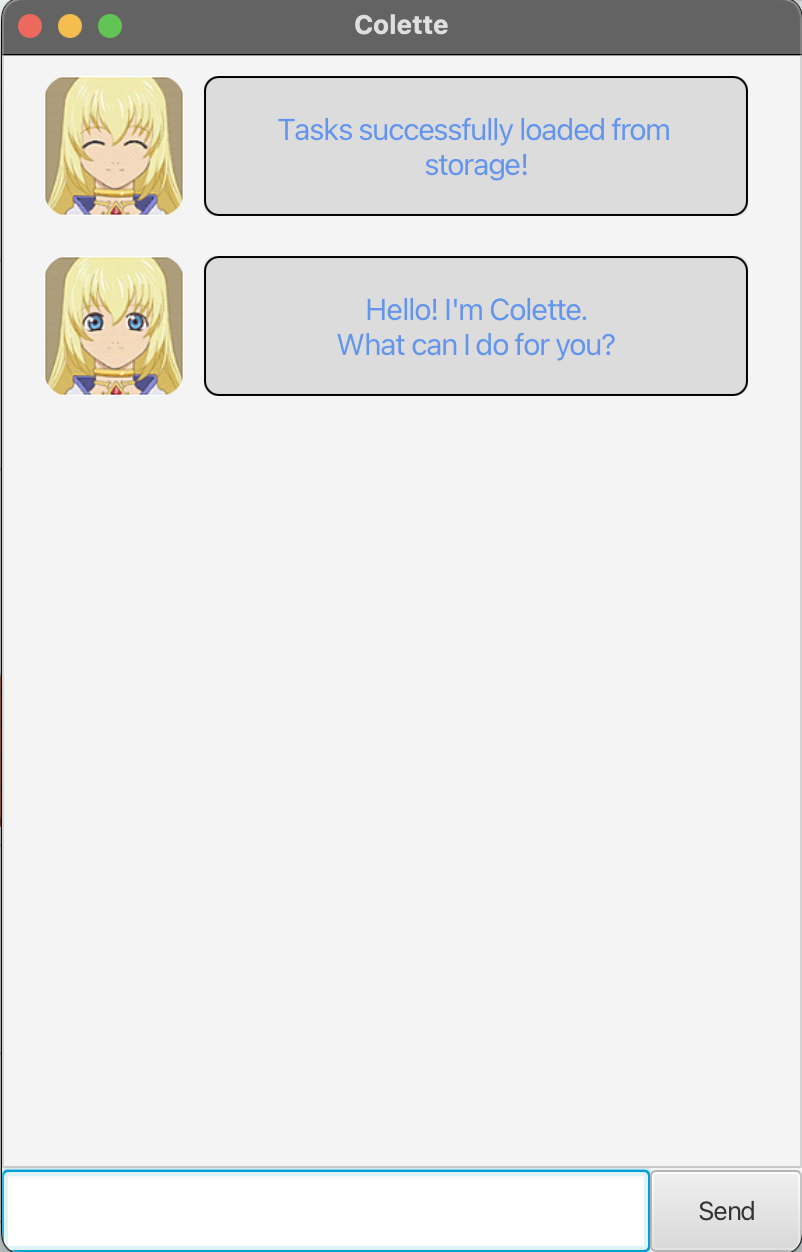 Colette
Tasks successfully loaded from
storage!
Hello! I'm Colette.
What can I do for you?
Send